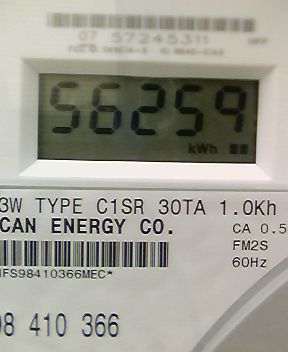 07 57245311
56259
kWh
3W TYPE C1SR 30TA 1.0Kh
CAN ENERGY CO.
CA 0.5
FM2S
60Hz
NFS98410366MEC*
98 410 366